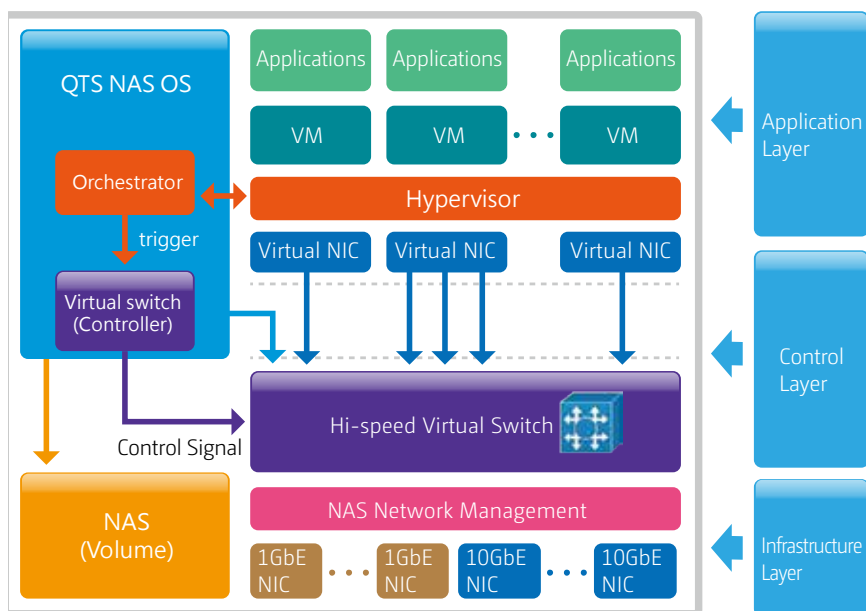 QTS NAS OS
Applications
Applications
Applications
VM
VM
VM
Orchestrator
Hypervisor
trigger
Virtual NIC
Virtual NIC
Virtual NIC
Virtual switch
(Controller)
Hi-speed Virtual Switch
Control Signal
NAS
(Volume)
NAS Network Management
1GbE
NIC
1GbE
NIC
10GbE
NIC
10GbE
NIC
Application
Layer
Control
Layer
Infrastructure
Layer